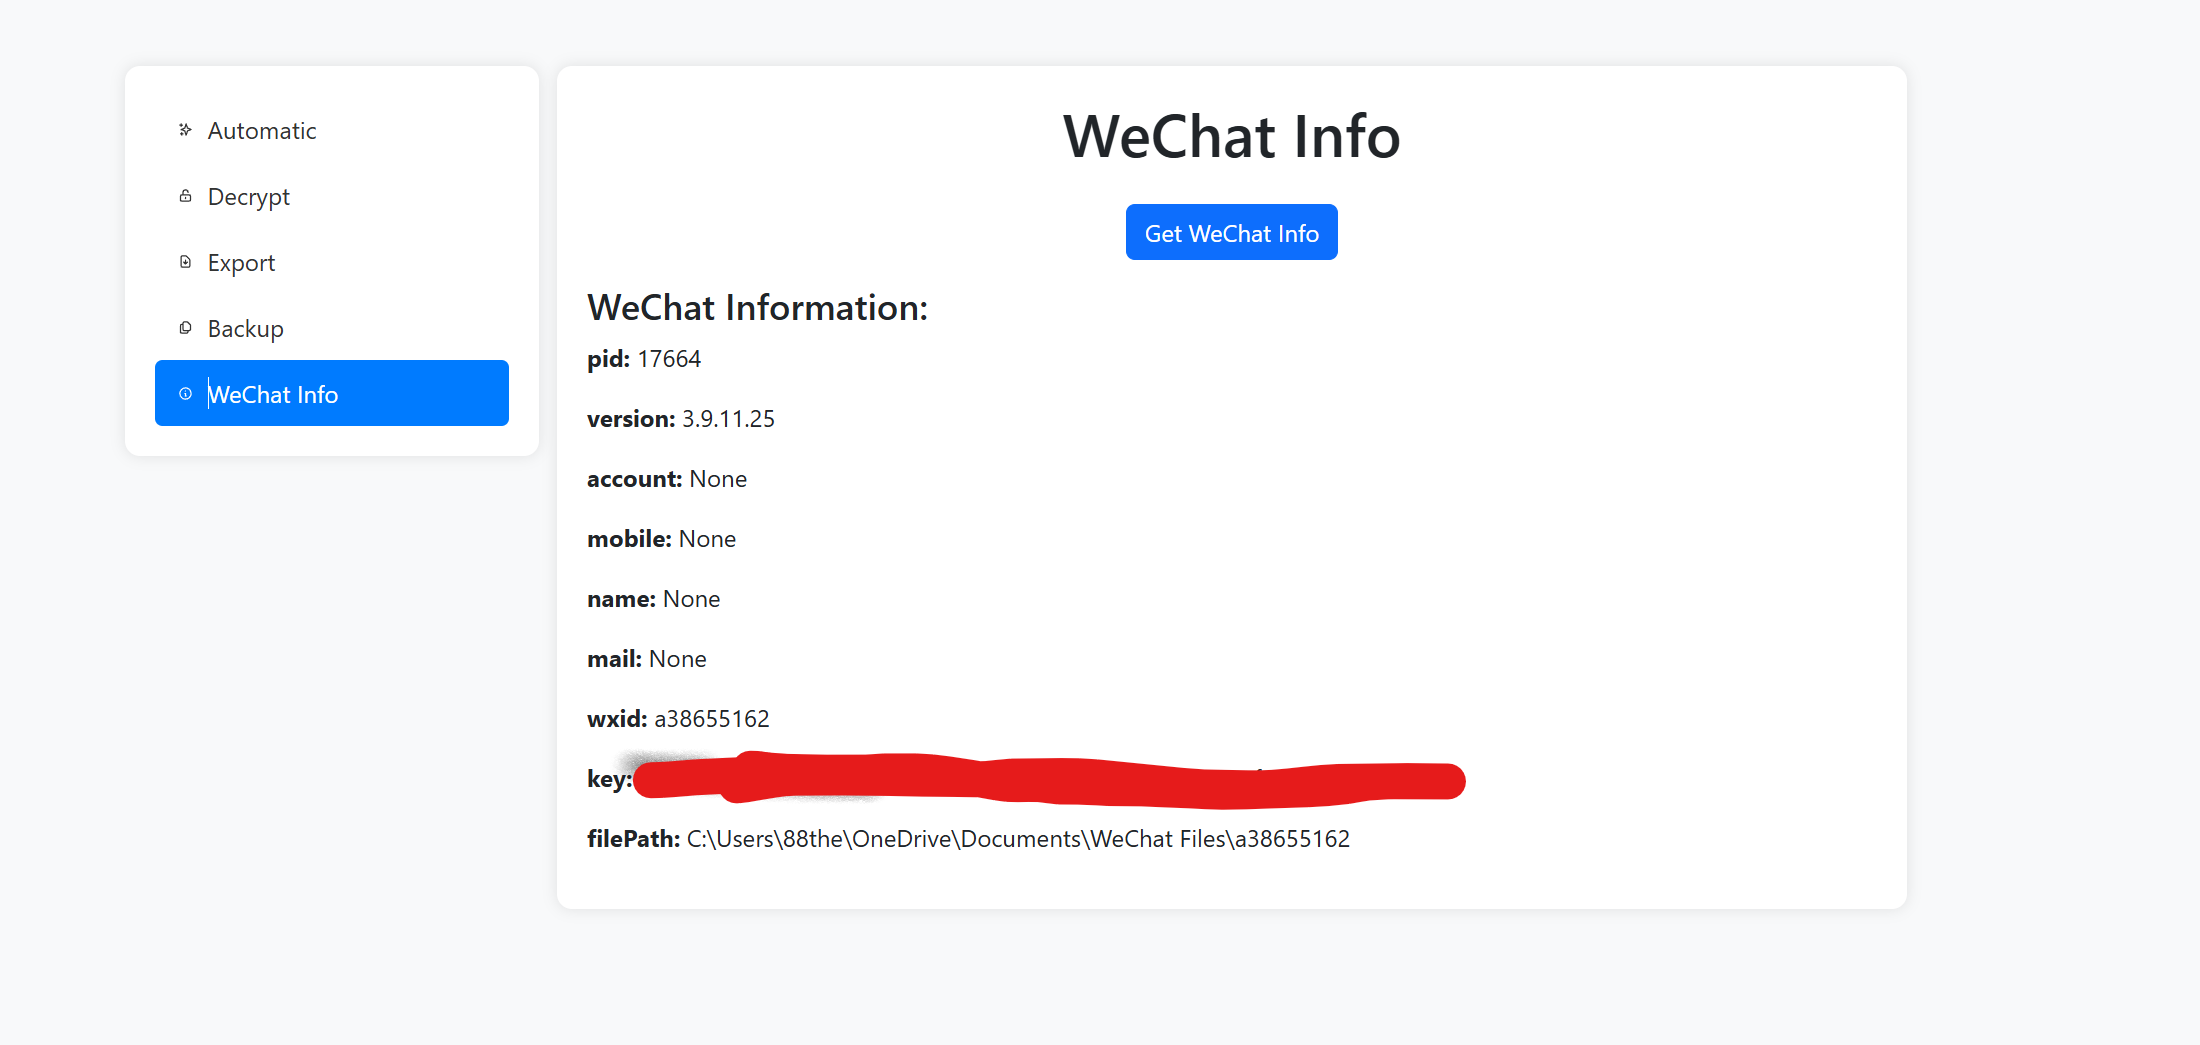 Automatic
Decrypt
Export
Backup
WeChat Info
WeChat Info
Get WeChat Info
WeChat Information:
pid: 17664
version: 3.9.11.25
account: None
mobile: None
name: None
mail: None
wxid: a38655162
key:
filePath: C:\Users\88the\OneDrive\Documents\WeChat Files\a38655162